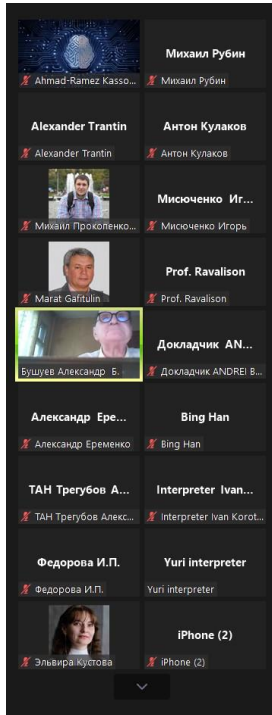 Михаил Рубин
Ahmad-Ramez Kasso...
Михаил Рубин
Alexander Trantin
Антон Кулаков
Alexander Trantin
Антон Кулаков
Мисюченко Иг...
Михаил Прокопенко...
Мисюченко Игорь
Prof. Ravalison
Marat Gafitulin
Prof. Ravalison
Докладчик AN...
Бушуев Александр Б.
Докладчик ANDREI B...
Александр Ере...
Bing Han
Александр Еременко
Bing Han
ТАН Трегубов А...
Interpreter Ivan...
ТАН Трегубов Алекс...
Interpreter Ivan Korot...
Федорова И.П.
Yuri interpreter
Федорова И.П.
Yuri interpreter
iPhone (2)
Эльвира Кустова
iPhone (2)